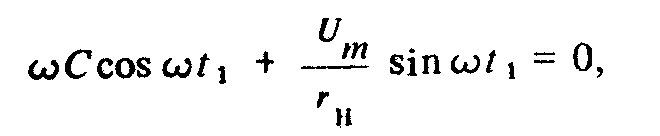 ωC cos ωt₁ + U_m / r_н sin ωt₁ = 0,